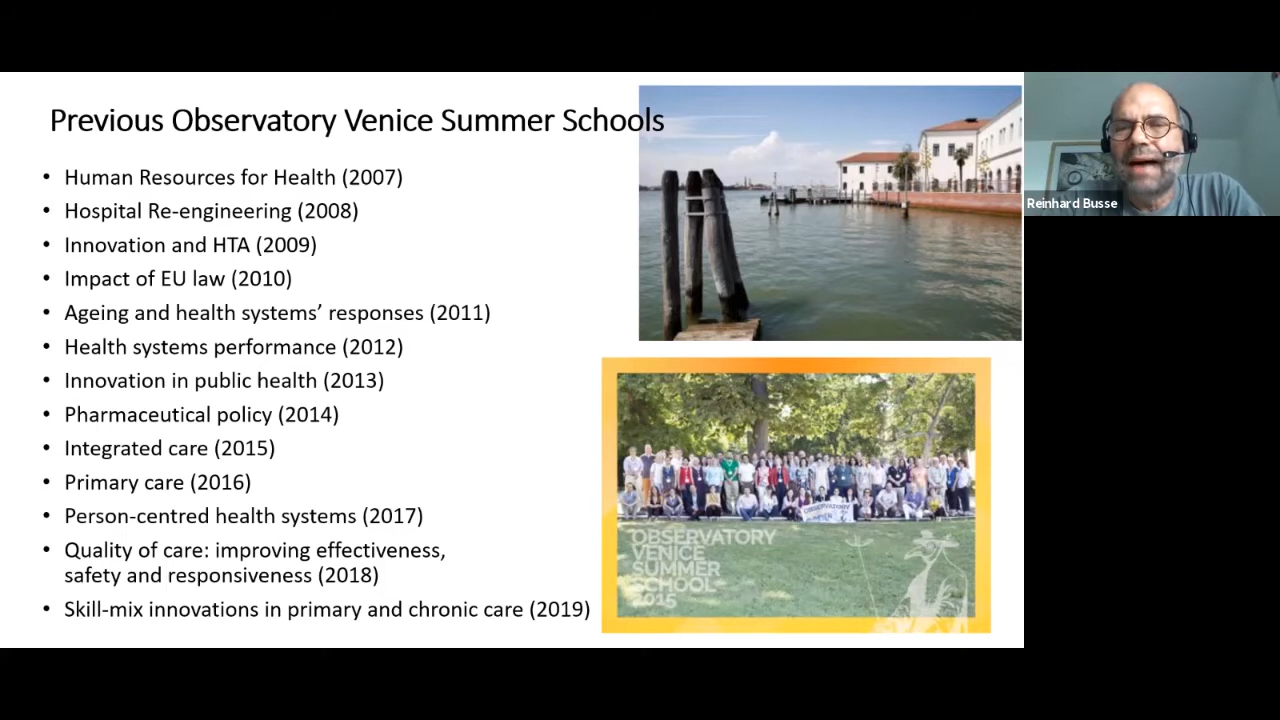 Previous Observatory Venice Summer Schools
• Human Resources for Health (2007)
• Hospital Re-engineering (2008)
• Innovation and HTA (2009)
• Impact of EU law (2010)
• Ageing and health systems’ responses (2011)
• Health systems performance (2012)
• Innovation in public health (2013)
• Pharmaceutical policy (2014)
• Integrated care (2015)
• Primary care (2016)
• Person-centred health systems (2017)
• Quality of care: improving effectiveness,
safety and responsiveness (2018)
• Skill-mix innovations in primary and chronic care (2019)
Reinhard Busse
OBSERVATORY
OBSERVATORY
VENICE
SUMMER
SCHOOL
2015